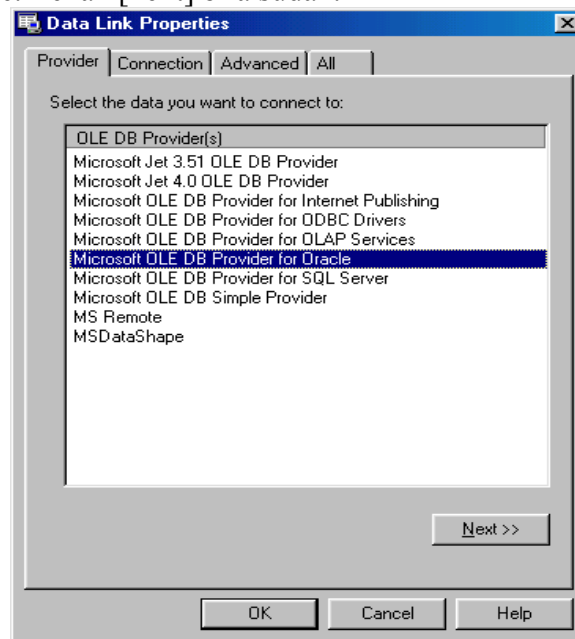 Data Link Properties
Provider Connection Advanced All
Select the data you want to connect to:
OLE DB Provider(s)
Microsoft Jet 3.51 OLE DB Provider
Microsoft Jet 4.0 OLE DB Provider
Microsoft OLE DB Provider for Internet Publishing
Microsoft OLE DB Provider for ODBC Drivers
Microsoft OLE DB Provider for OLAP Services
Microsoft OLE DB Provider for Oracle
Microsoft OLE DB Provider for SQL Server
Microsoft OLE DB Simple Provider
MS Remote
MSDataShape
Next >>
OK Cancel Help